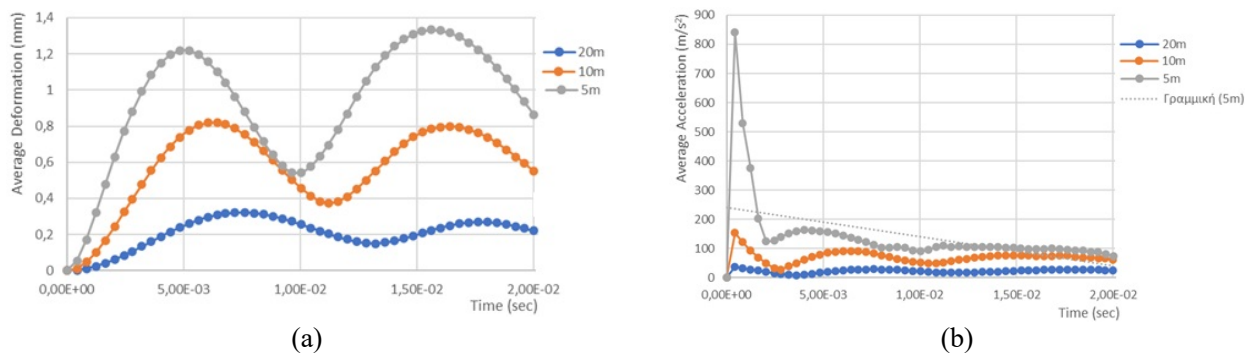 Average Deformation (mm)
1,4
1,2
1
0,8
0,6
0,4
0,2
0
0,00E+00
5,00E-03
1,00E-02
1,50E-02
2,00E-02
Time (sec)
20m
10m
5m
(a)
Average Acceleration (m/s²)
900
800
700
600
500
400
300
200
100
0
0,00E+00
5,00E-03
1,00E-02
1,50E-02
2,00E-02
Time (sec)
20m
10m
5m
Γραμμική (5m)
(b)